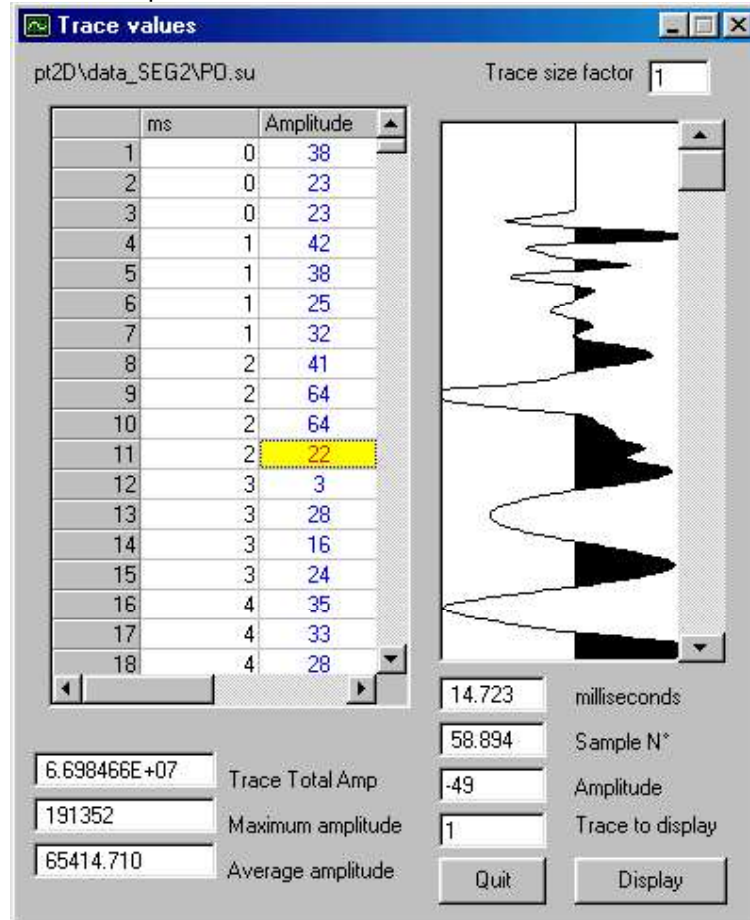 Trace values
pt2D\data_SEG2\PO.su
Trace size factor 1
ms Amplitude
1 0 38
2 0 23
3 0 23
4 1 42
5 1 38
6 1 25
7 1 32
8 2 41
9 2 64
10 2 64
11 2 22
12 3 3
13 3 28
14 3 16
15 3 24
16 4 35
17 4 33
18 4 28
14.723 milliseconds
58.894 Sample N°
-49 Amplitude
1 Trace to display
6.698466E+07 Trace Total Amp
191352 Maximum amplitude
65414.710 Average amplitude
Quit Display